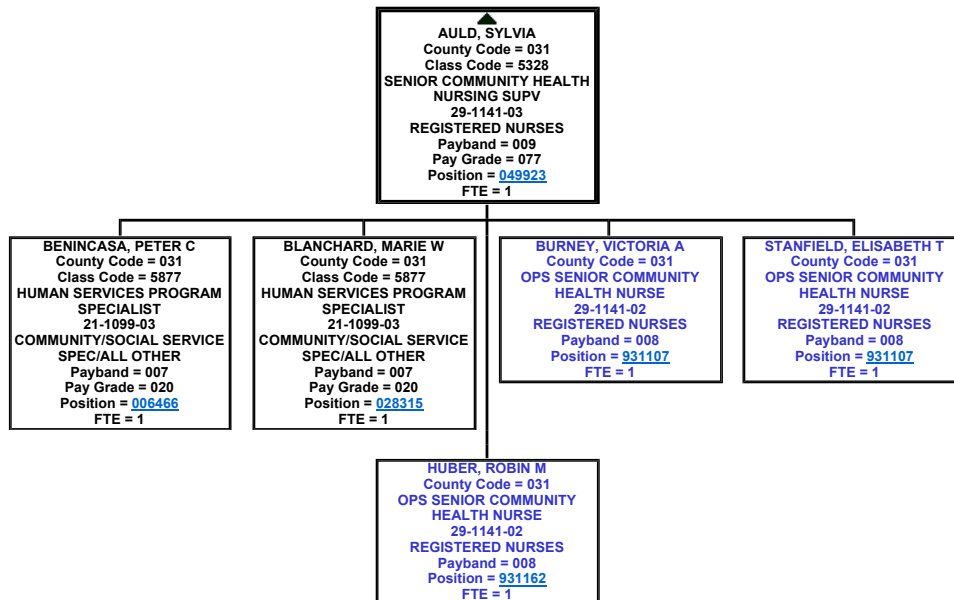 AULD, SYLVIA
County Code = 031
Class Code = 5328
SENIOR COMMUNITY HEALTH
NURSING SUPV
29-1141-03
REGISTERED NURSES
Payband = 009
Pay Grade = 077
Position = 049923
FTE = 1
BENINCASA, PETER C
County Code = 031
Class Code = 5877
HUMAN SERVICES PROGRAM
SPECIALIST
21-1099-03
COMMUNITY/SOCIAL SERVICE
SPEC/ALL OTHER
Payband = 007
Pay Grade = 020
Position = 006466
FTE = 1
BLANCHARD, MARIE W
County Code = 031
Class Code = 5877
HUMAN SERVICES PROGRAM
SPECIALIST
21-1099-03
COMMUNITY/SOCIAL SERVICE
SPEC/ALL OTHER
Payband = 007
Pay Grade = 020
Position = 028315
FTE = 1
BURNEY, VICTORIA A
County Code = 031
OPS SENIOR COMMUNITY
HEALTH NURSE
29-1141-02
REGISTERED NURSES
Payband = 008
Position = 931107
FTE = 1
STANFIELD, ELISABETH T
County Code = 031
OPS SENIOR COMMUNITY
HEALTH NURSE
29-1141-02
REGISTERED NURSES
Payband = 008
Position = 931107
FTE = 1
HUBER, ROBIN M
County Code = 031
OPS SENIOR COMMUNITY
HEALTH NURSE
29-1141-02
REGISTERED NURSES
Payband = 008
Position = 931162
FTE = 1